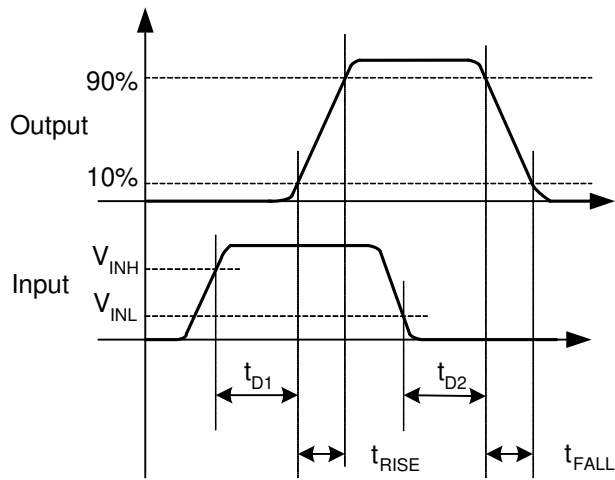 90%
Output
10%
V_INH
Input
V_INL
t_D1
t_D2
t_RISE
t_FALL